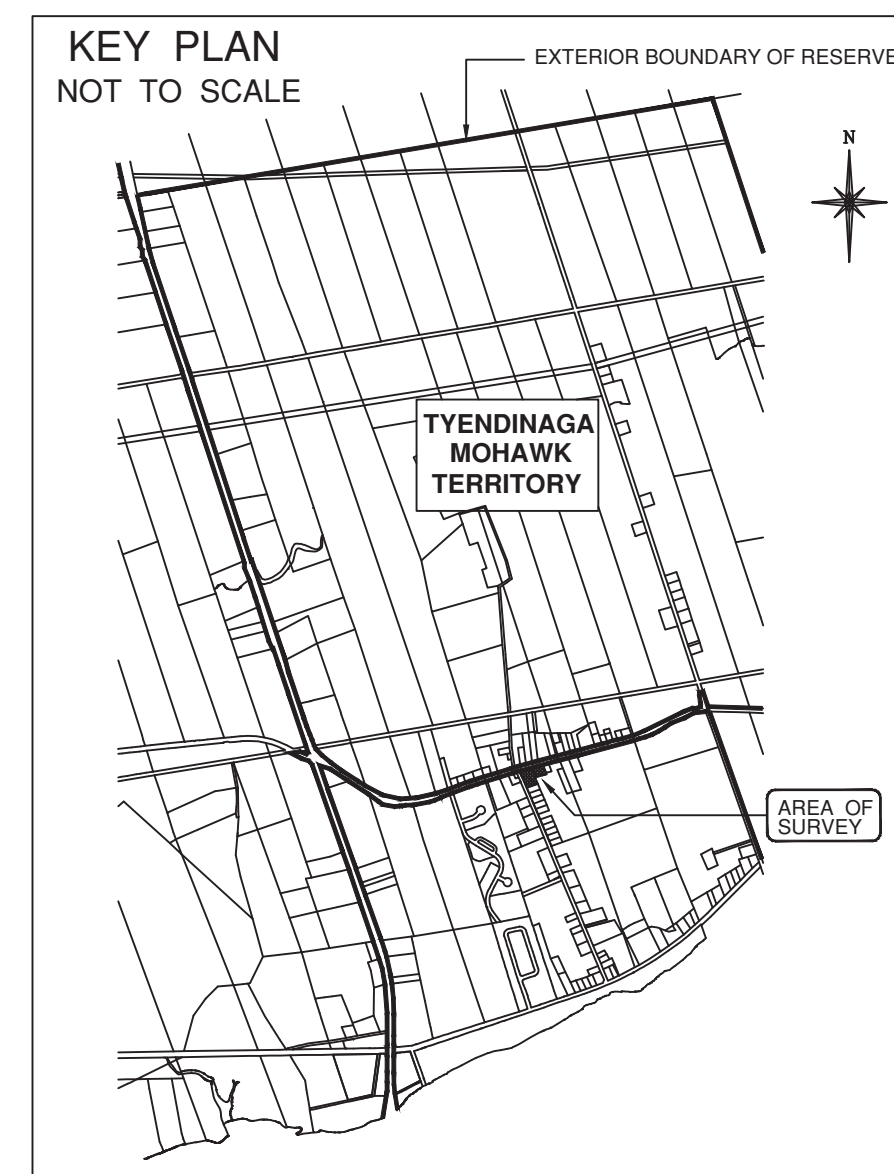 KEY PLAN
NOT TO SCALE
EXTERIOR BOUNDARY OF RESERVE
N
TYENDINAGA
MOHAWK
TERRITORY
AREA OF
SURVEY